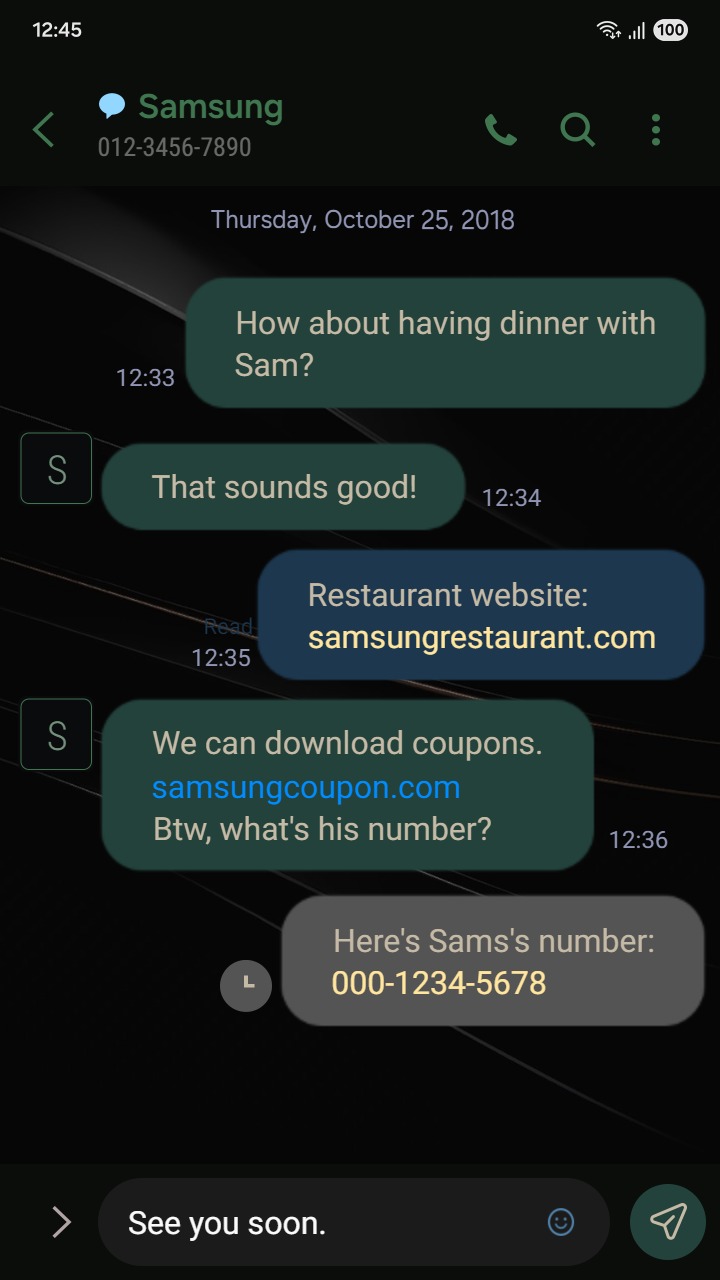 12:45
100
Samsung
012-3456-7890
Thursday, October 25, 2018
How about having dinner with
Sam?
12:33
S
That sounds good!
12:34
Restaurant website:
samsungrestaurant.com
Read
12:35
S
We can download coupons.
samsungcoupon.com
Btw, what's his number?
12:36
Here's Sams's number:
000-1234-5678
See you soon.